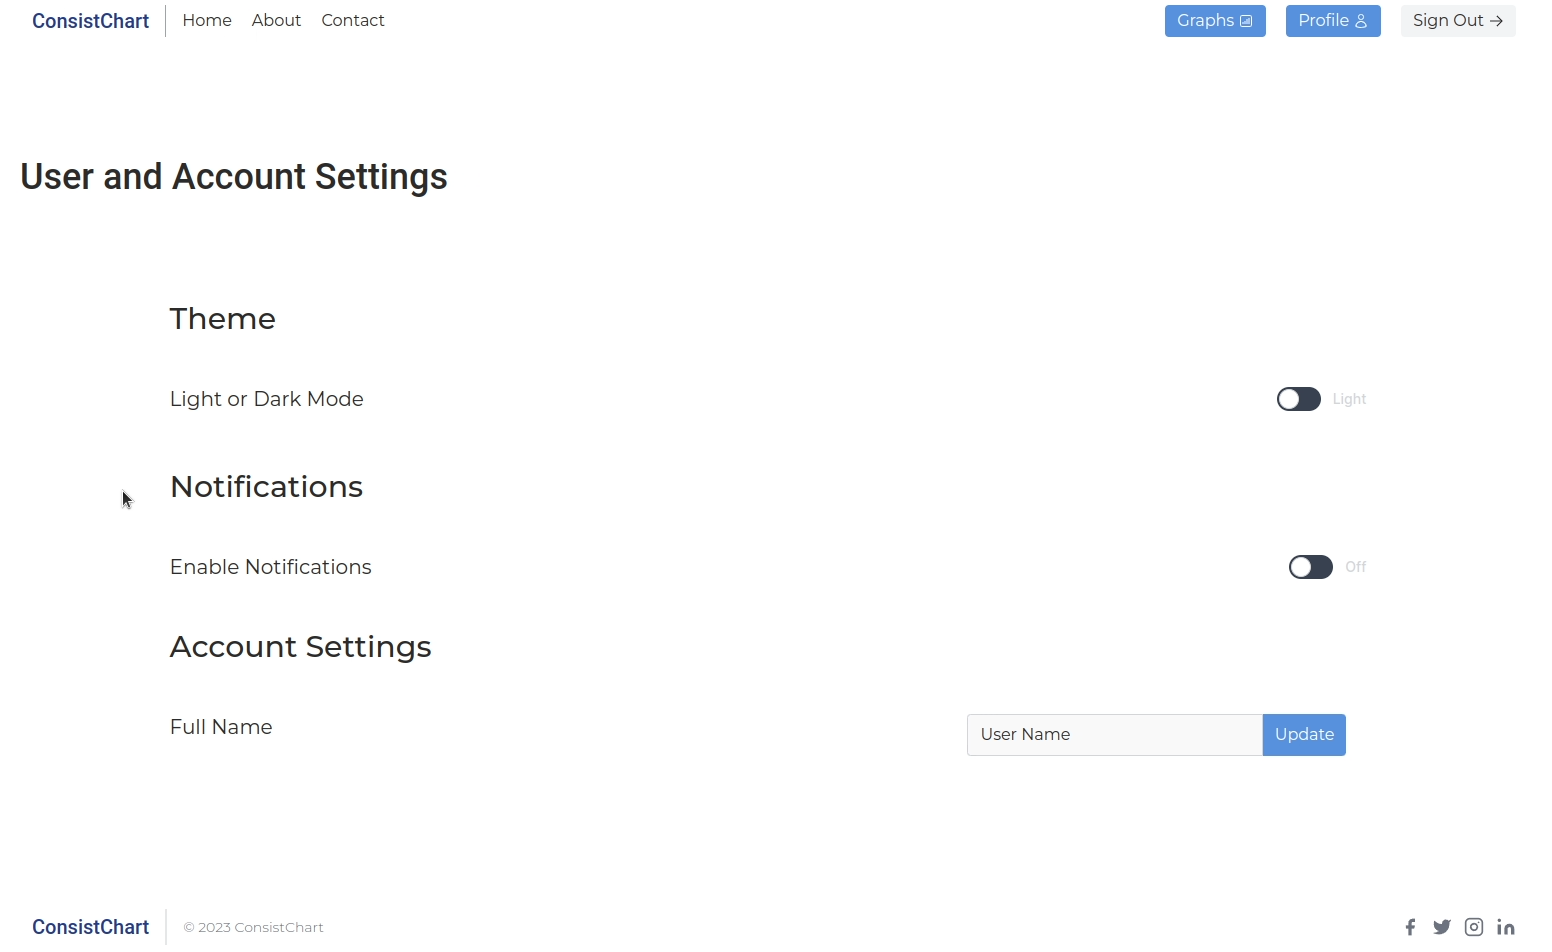 ConsistChart Home About Contact Graphs Profile Sign Out
User and Account Settings
Theme
Light or Dark Mode Light
Notifications
Enable Notifications Off
Account Settings
Full Name User Name Update
ConsistChart © 2023 ConsistChart